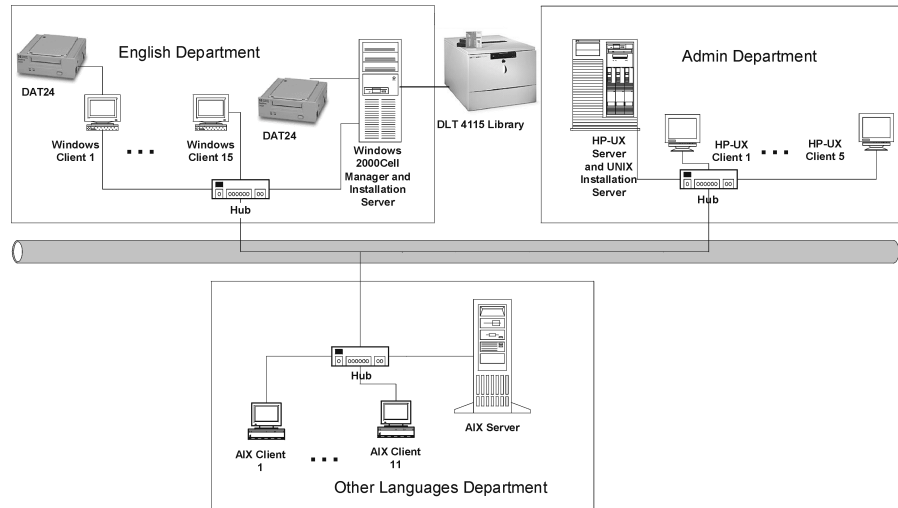 English Department
DAT24
Windows
Client 1
Windows
Client 15
DAT24
Windows
2000Cell
Manager and
Installation
Server
Hub
DLT 4115 Library
Admin Department
HP-UX
Server
and UNIX
Installation
Server
HP-UX
Client 1
HP-UX
Client 5
Hub
Hub
AIX Client
1
AIX Client
11
AIX Server
Other Languages Department